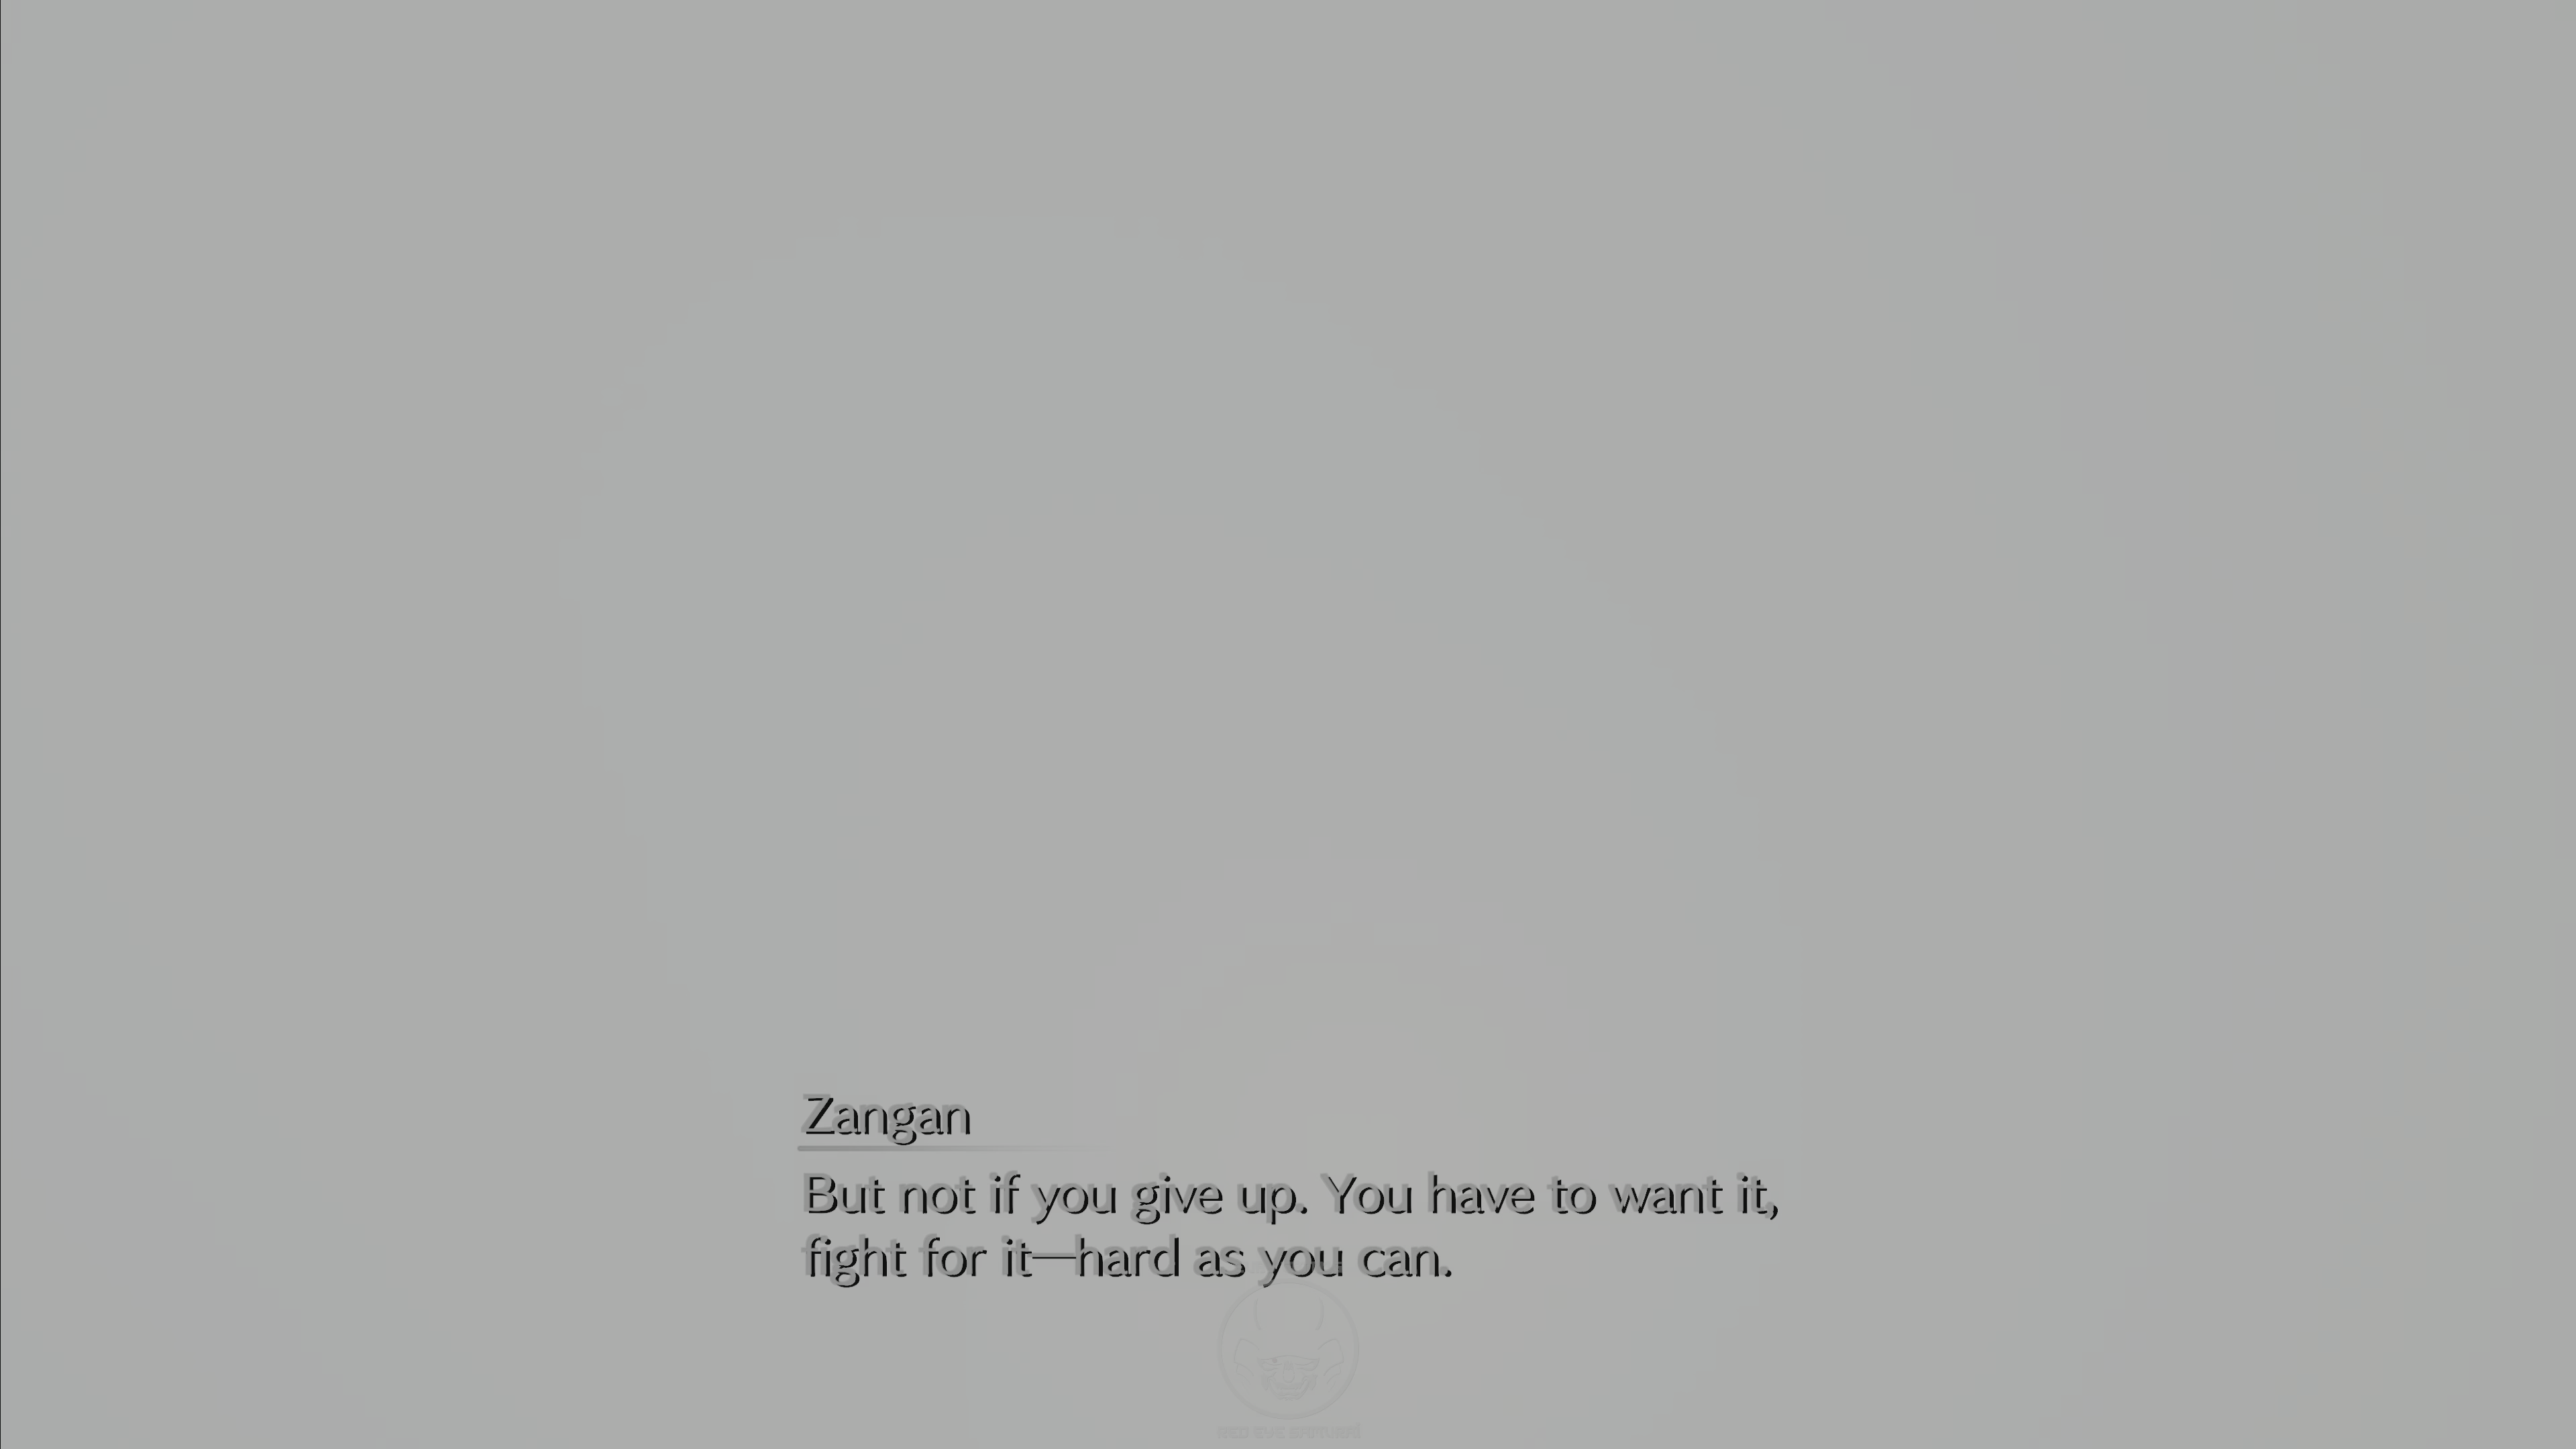 Zangan
But not if you give up. You have to want it,
fight for it—hard as you can.